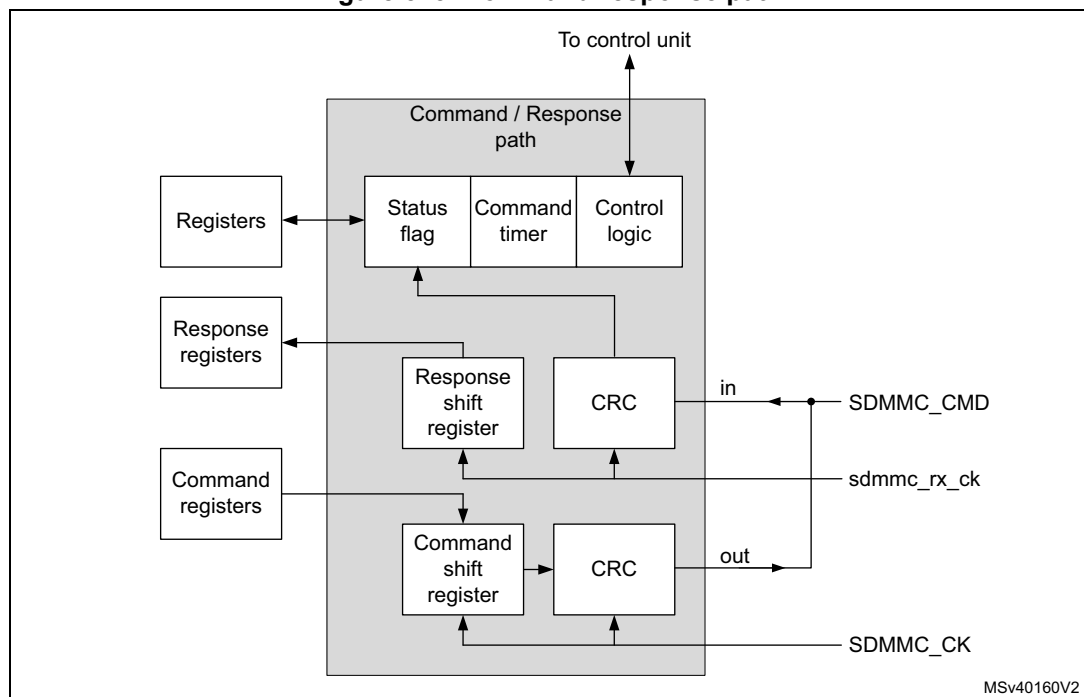 To control unit
Command / Response
path
Registers
Status
flag
Command
timer
Control
logic
Response
registers
Response
shift
register
CRC
in
SDMMC_CMD
sdmmc_rx_ck
Command
registers
Command
shift
register
CRC
out
SDMMC_CK
MSv40160V2